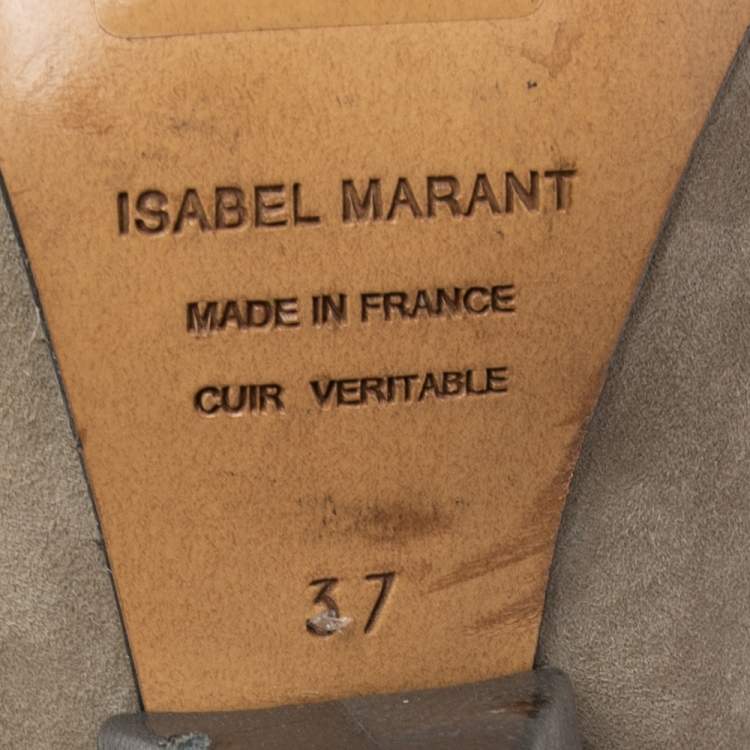 ISABEL MARANT
MADE IN FRANCE
CUIR VERITABLE
37